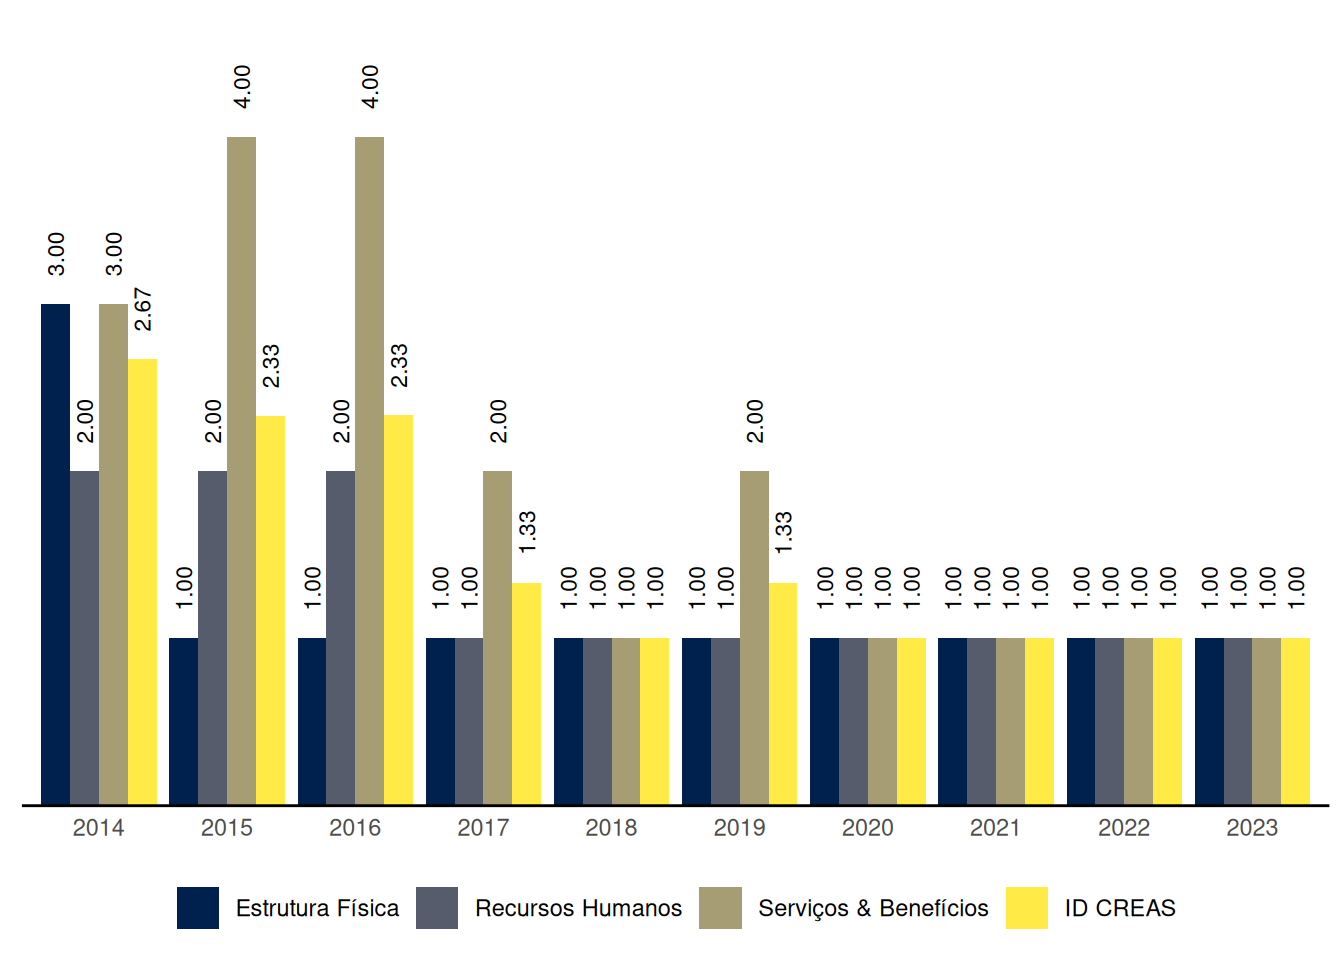 4.00 4.00
3.00 3.00
2.67
2.33 2.33
2.00 2.00 2.00 2.00 2.00
1.33 1.33
1.00 1.00 1.00 1.00 1.00 1.00 1.00 1.00 1.00 1.00 1.00 1.00 1.00 1.00 1.00 1.00 1.00 1.00 1.00 1.00 1.00 1.00 1.00 1.00 1.00 1.00
2014 2015 2016 2017 2018 2019 2020 2021 2022 2023
Estrutura Física Recursos Humanos Serviços & Benefícios ID CREAS